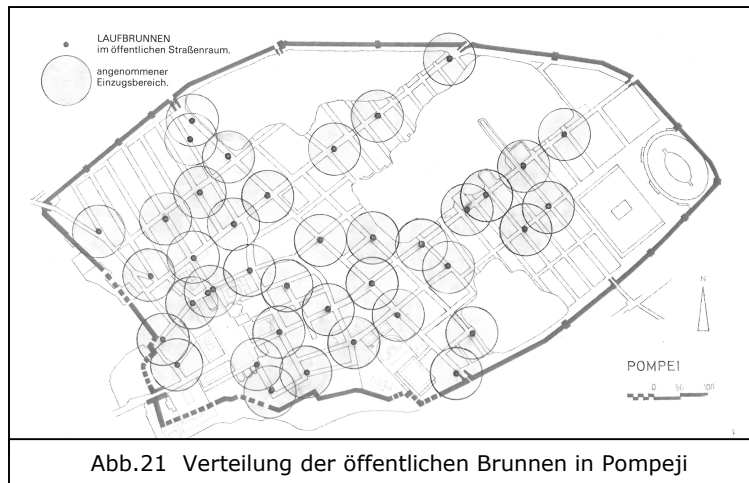 LAUFBRUNNEN
im öffentlichen Straßenraum.
angenommener
Einzugsbereich.
N
POMPEI
0 50 100
Abb.21 Verteilung der öffentlichen Brunnen in Pompeji